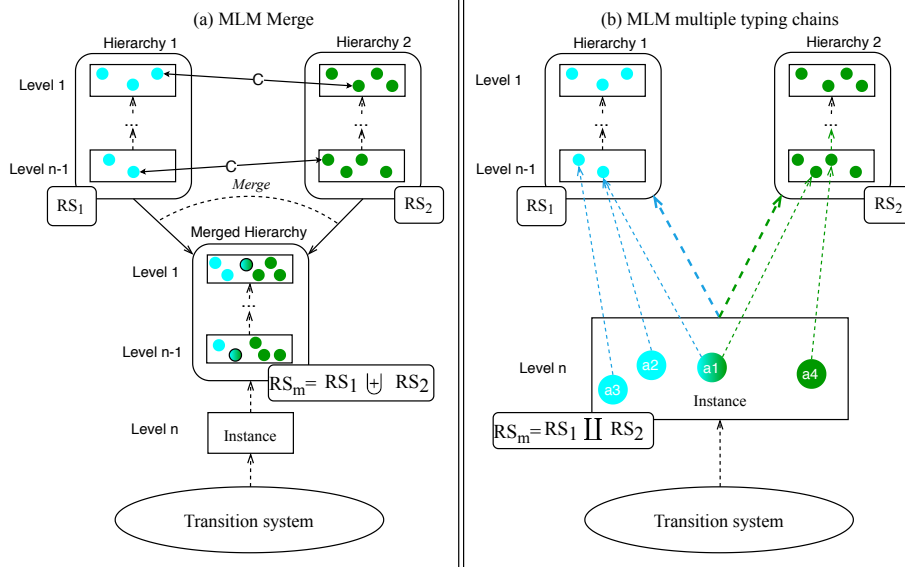 (a) MLM Merge
Hierarchy 1
Hierarchy 2
Level 1
C
...
...
Level n-1
C
RS1
Merge
RS2
Merged Hierarchy
Level 1
...
Level n-1
RSm= RS1 ⊎ RS2
Level n
Instance
Transition system
(b) MLM multiple typing chains
Hierarchy 1
Hierarchy 2
Level 1
...
...
Level n-1
RS1
RS2
Level n
a3
a2
a1
a4
Instance
RSm= RS1 ∐ RS2
Transition system